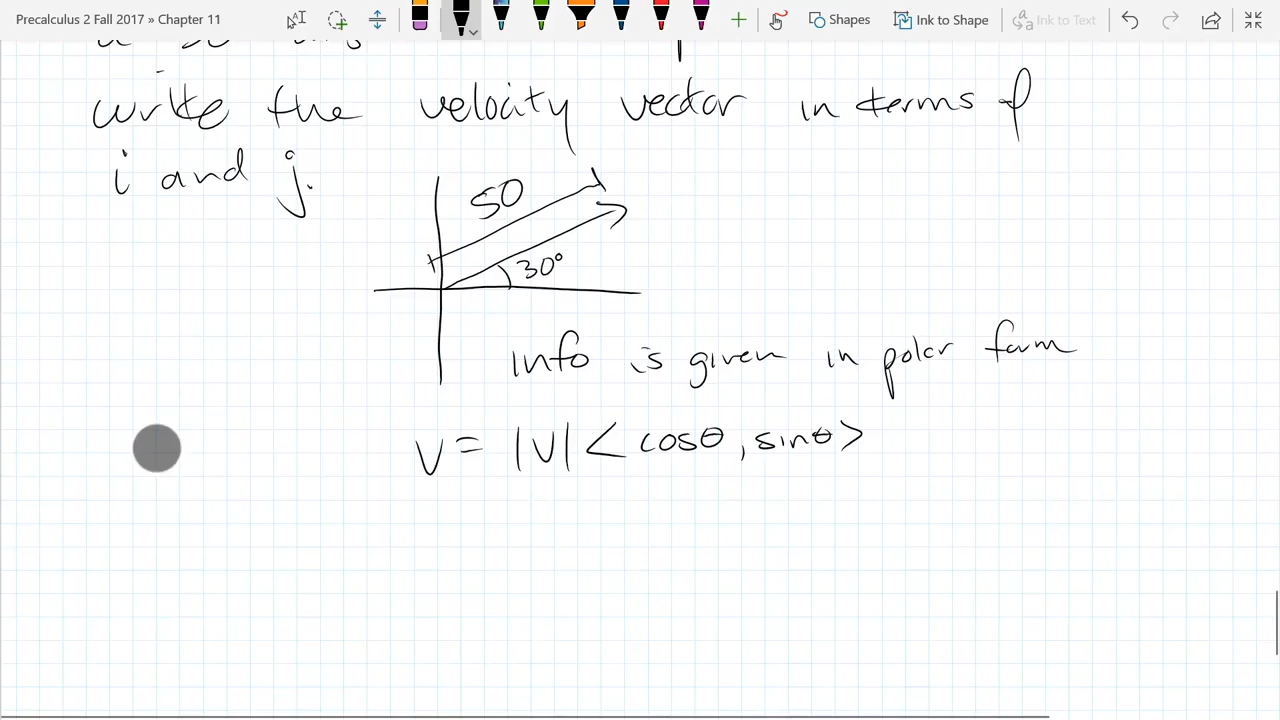 Precalculus 2 Fall 2017 » Chapter 11
Shapes
Ink to Shape
Ink to Text
write the velocity vector in terms of
i and j.
50
30°
info is given in polar form
V = |V| < cosθ, sinθ >